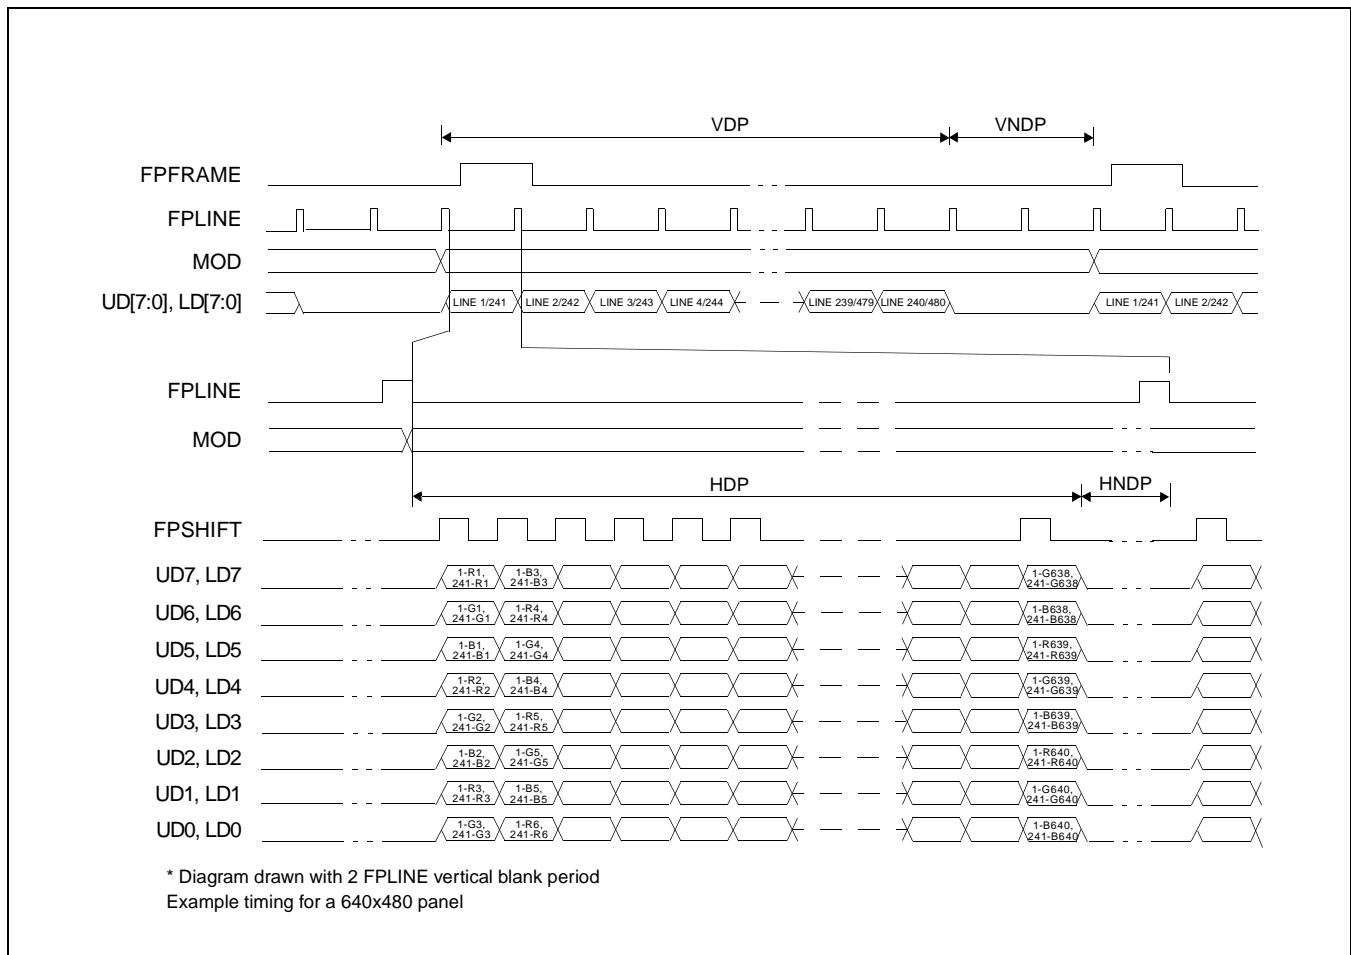 VDP VNDP
FPFRAME
FPLINE
MOD
UD[7:0], LD[7:0] LINE 1/241 LINE 2/242 LINE 3/243 LINE 4/244 LINE 239/479 LINE 240/480 LINE 1/241 LINE 2/242
FPLINE
MOD
HDP HNDP
FPSHIFT
UD7, LD7 1-R1, 241-R1 1-B3, 241-B3 1-G638, 241-G638
UD6, LD6 1-G1, 241-G1 1-R4, 241-R4 1-B638, 241-B638
UD5, LD5 1-B1, 241-B1 1-G4, 241-G4 1-R639, 241-R639
UD4, LD4 1-R2, 241-R2 1-B4, 241-B4 1-G639, 241-G639
UD3, LD3 1-G2, 241-G2 1-R5, 241-R5 1-B639, 241-B639
UD2, LD2 1-B2, 241-B2 1-G5, 241-G5 1-R640, 241-R640
UD1, LD1 1-R3, 241-R3 1-B5, 241-B5 1-G640, 241-G640
UD0, LD0 1-G3, 241-G3 1-R6, 241-R6 1-B640, 241-B640
* Diagram drawn with 2 FPLINE vertical blank period
Example timing for a 640x480 panel